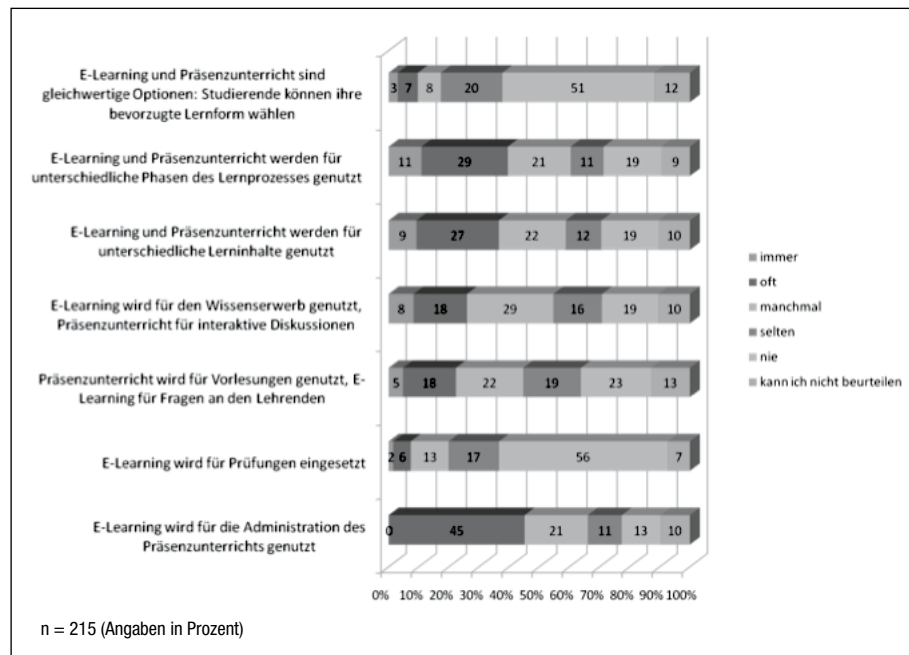 E-Learning und Präsenzunterricht sind
gleichwertige Optionen: Studierende können ihre
bevorzugte Lernform wählen
3 7 8 20 51 12
E-Learning und Präsenzunterricht werden für
unterschiedliche Phasen des Lernprozesses genutzt
11 29 21 11 19 9
E-Learning und Präsenzunterricht werden für
unterschiedliche Lerninhalte genutzt
9 27 22 12 19 10
E-Learning wird für den Wissenserwerb genutzt,
Präsenzunterricht für interaktive Diskussionen
8 18 29 16 19 10
Präsenzunterricht wird für Vorlesungen genutzt, E-
Learning für Fragen an den Lehrenden
5 18 22 19 23 13
E-Learning wird für Prüfungen eingesetzt
2 6 13 17 56 7
E-Learning wird für die Administration des
Präsenzunterrichts genutzt
0 45 21 11 13 10
0% 10% 20% 30% 40% 50% 60% 70% 80% 90% 100%
immer
oft
manchmal
selten
nie
kann ich nicht beurteilen
n = 215 (Angaben in Prozent)